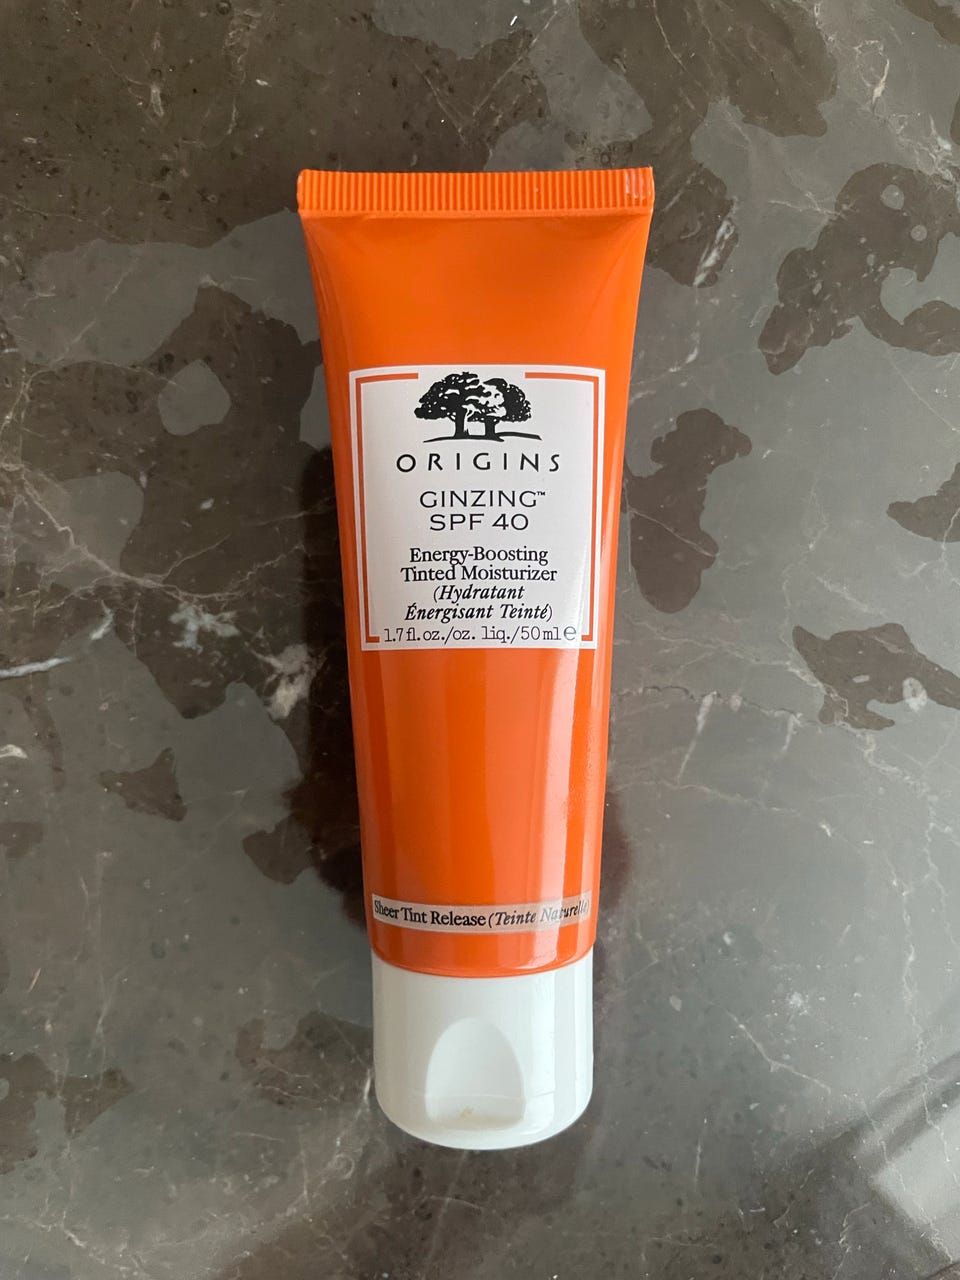 ORIGINS
GINZING™
SPF 40
Energy-Boosting
Tinted Moisturizer
(Hydratant
Énergisant Teinté)
1.7 fl.oz./oz. liq./50 ml ℮
Sheer Tint Release (Teinte Naturelle)